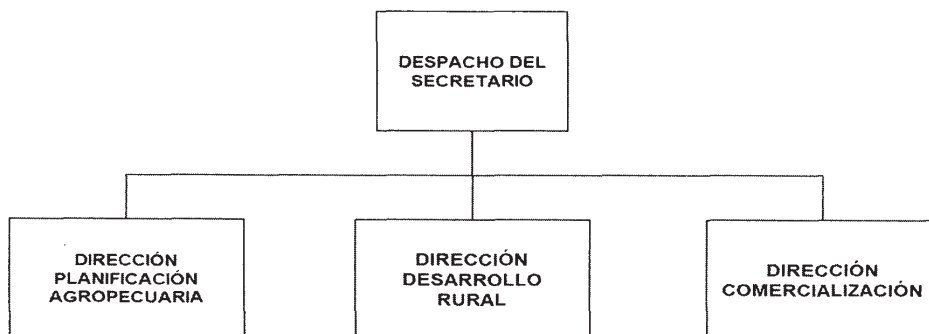 DESPACHO DEL
SECRETARIO
DIRECCIÓN
PLANIFICACIÓN
AGROPECUARIA
DIRECCIÓN
DESARROLLO
RURAL
DIRECCIÓN
COMERCIALIZACIÓN